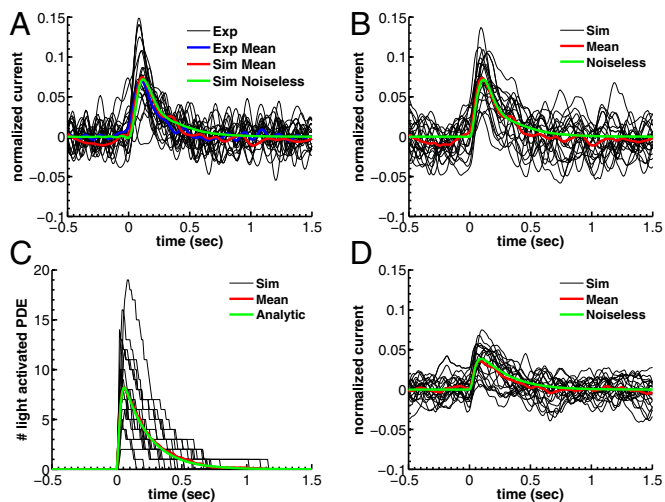 A
0.15
0.1
0.05
0
−0.05
−0.1
normalized current
Exp
Exp Mean
Sim Mean
Sim Noiseless
−0.5 0 0.5 1 1.5
time (sec)
B
0.15
0.1
0.05
0
−0.05
−0.1
normalized current
Sim
Mean
Noiseless
−0.5 0 0.5 1 1.5
time (sec)
C
20
15
10
5
0
# light activated PDE
Sim
Mean
Analytic
−0.5 0 0.5 1 1.5
time (sec)
D
0.15
0.1
0.05
0
−0.05
−0.1
normalized current
Sim
Mean
Noiseless
−0.5 0 0.5 1 1.5
time (sec)